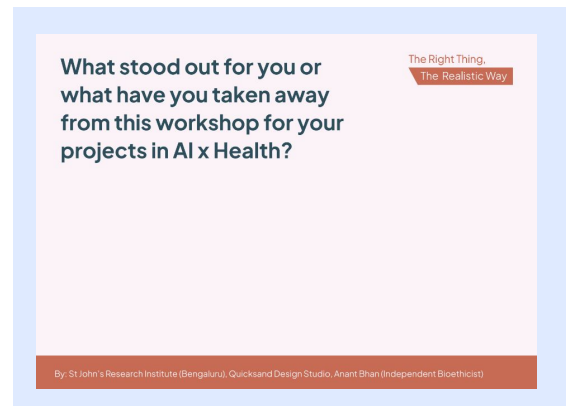 What stood out for you or
what have you taken away
from this workshop for your
projects in AI x Health?
The Right Thing,
The Realistic Way
By: St John's Research Institute (Bengaluru), Quicksand Design Studio, Anant Bhan (Independent Bioethicist)